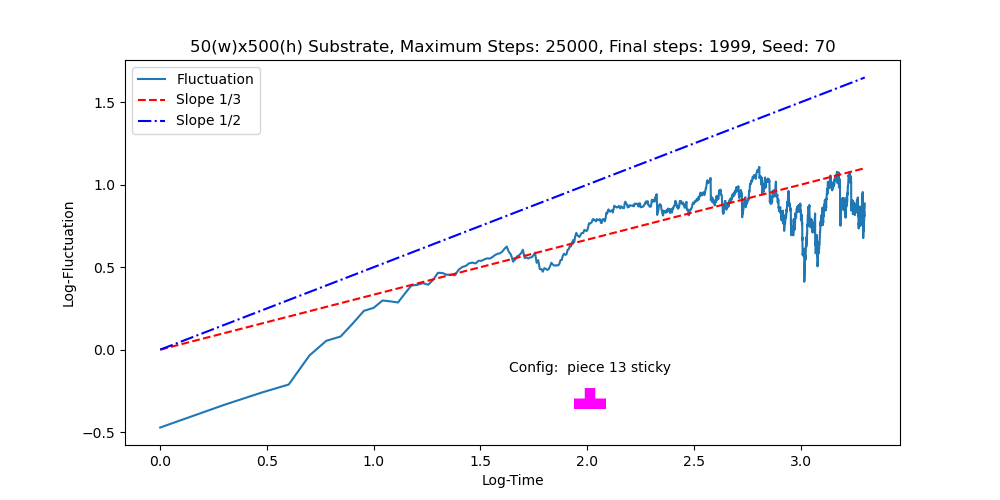 50(w)x500(h) Substrate, Maximum Steps: 25000, Final steps: 1999, Seed: 70
Fluctuation
Slope 1/3
Slope 1/2
1.5
1.0
0.5
0.0
−0.5
Log-Fluctuation
Config:  piece 13 sticky
0.0 0.5 1.0 1.5 2.0 2.5 3.0
Log-Time